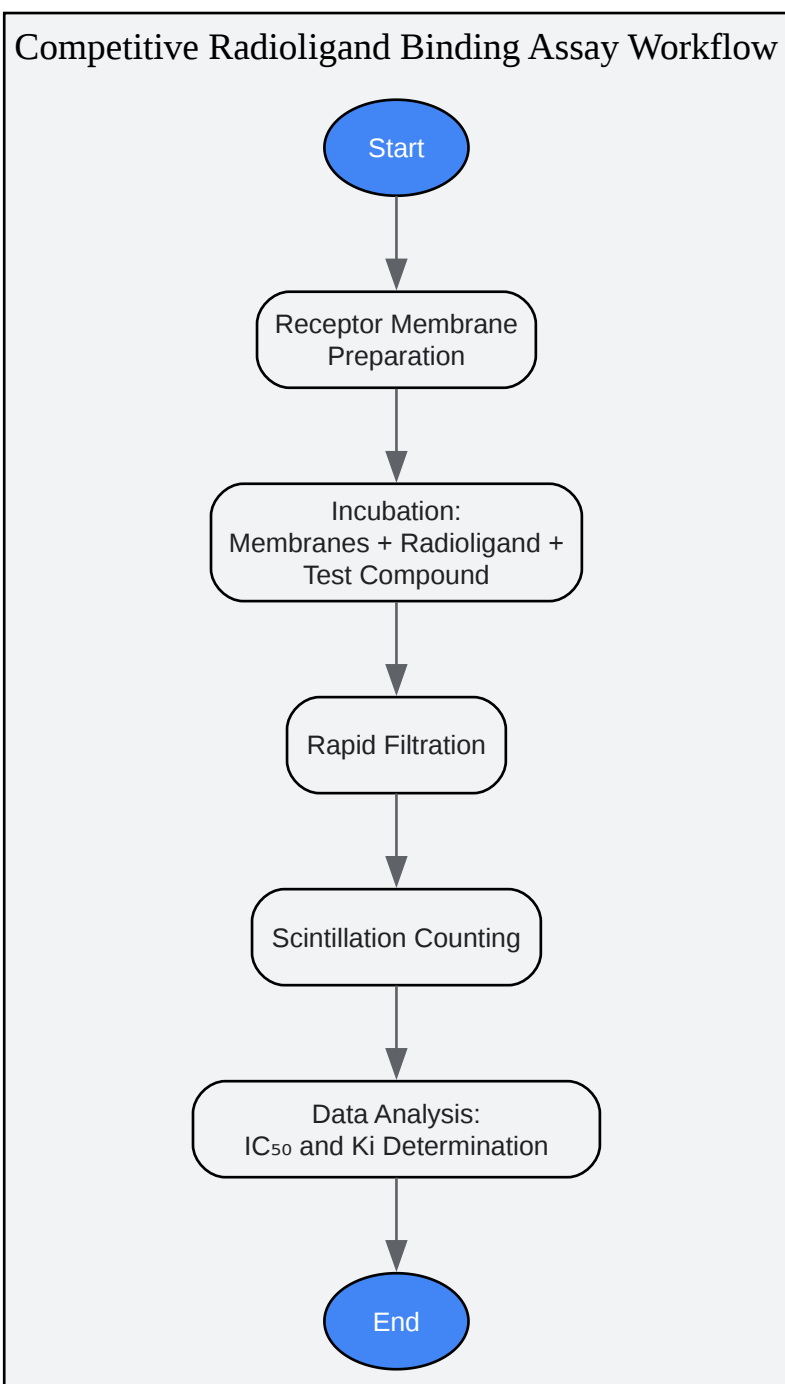 Competitive Radioligand Binding Assay Workflow
Start
Receptor Membrane
Preparation
Incubation:
Membranes + Radioligand +
Test Compound
Rapid Filtration
Scintillation Counting
Data Analysis:
IC₅₀ and Ki Determination
End